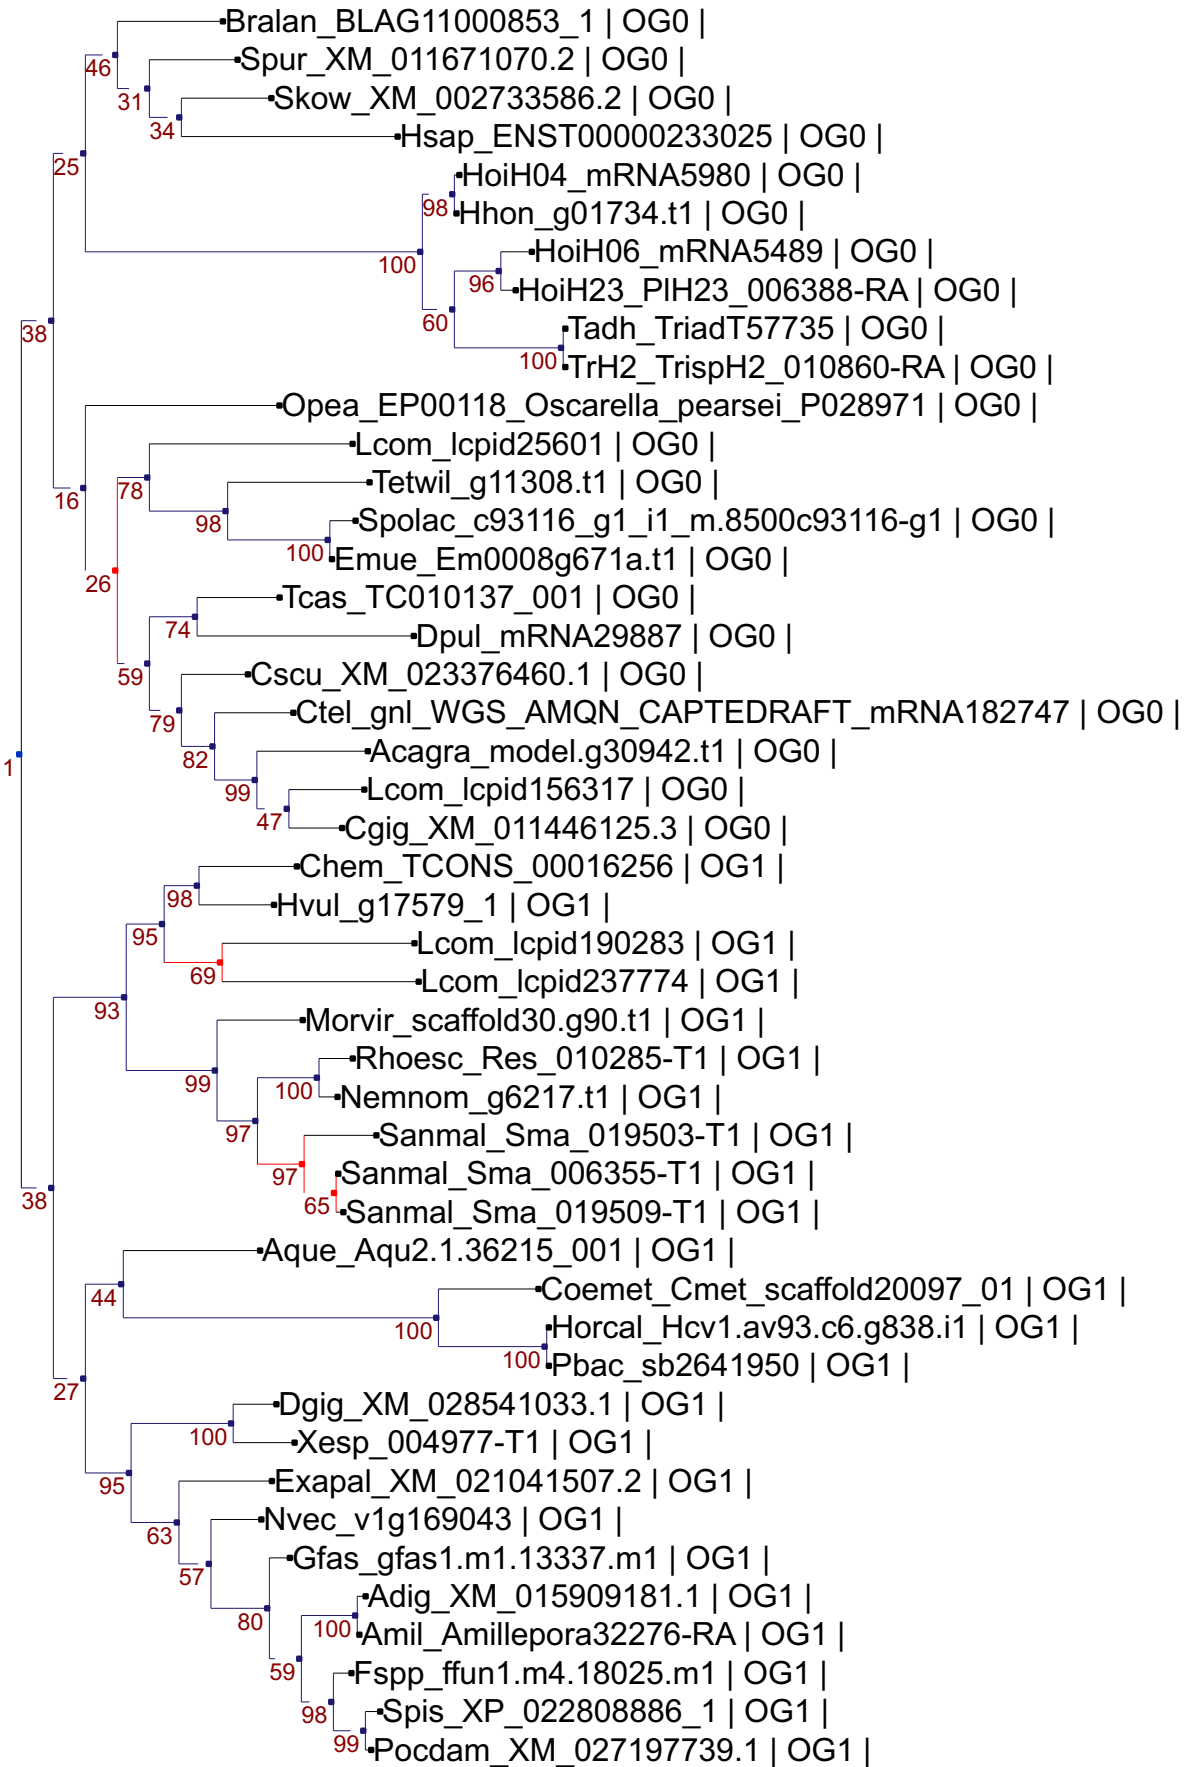 Bralan_BLAG11000853_1 | OG0 |
46
Spur_XM_011671070.2 | OG0 |
31
Skow_XM_002733586.2 | OG0 |
34
Hsap_ENST00000233025 | OG0 |
25
HoiH04_mRNA5980 | OG0 |
98
Hhon_g01734.t1 | OG0 |
HoiH06_mRNA5489 | OG0 |
100
96
HoiH23_PlH23_006388-RA | OG0 |
60
Tadh_TriadT57735 | OG0 |
38
100
TrH2_TrispH2_010860-RA | OG0 |
Opea_EP00118_Oscarella_pearsei_P028971 | OG0 |
Lcom_lcpid25601 | OG0 |
16
78
Tetwil_g11308.t1 | OG0 |
98
Spolac_c93116_g1_i1_m.8500c93116-g1 | OG0 |
100
Emue_Em0008g671a.t1 | OG0 |
26
Tcas_TC010137_001 | OG0 |
74
Dpul_mRNA29887 | OG0 |
59
Cscu_XM_023376460.1 | OG0 |
79
Ctel_gnl_WGS_AMQN_CAPTEDRAFT_mRNA182747 | OG0 |
82
Acagra_model.g30942.t1 | OG0 |
1
99
Lcom_lcpid156317 | OG0 |
47
Cgig_XM_011446125.3 | OG0 |
Chem_TCONS_00016256 | OG1 |
98
Hvul_g17579_1 | OG1 |
95
Lcom_lcpid190283 | OG1 |
69
Lcom_lcpid237774 | OG1 |
93
Morvir_scaffold30.g90.t1 | OG1 |
Rhoesc_Res_010285-T1 | OG1 |
99
100
Nemnom_g6217.t1 | OG1 |
97
Sanmal_Sma_019503-T1 | OG1 |
97
Sanmal_Sma_006355-T1 | OG1 |
38
65
Sanmal_Sma_019509-T1 | OG1 |
Aque_Aqu2.1.36215_001 | OG1 |
44
Coemet_Cmet_scaffold20097_01 | OG1 |
100
Horcal_Hcv1.av93.c6.g838.i1 | OG1 |
100
Pbac_sb2641950 | OG1 |
27
Dgig_XM_028541033.1 | OG1 |
100
Xesp_004977-T1 | OG1 |
95
Exapal_XM_021041507.2 | OG1 |
63
Nvec_v1g169043 | OG1 |
57
Gfas_gfas1.m1.13337.m1 | OG1 |
80
Adig_XM_015909181.1 | OG1 |
100
Amil_Amillepora32276-RA | OG1 |
59
Fspp_ffun1.m4.18025.m1 | OG1 |
98
Spis_XP_022808886_1 | OG1 |
99
Pocdam_XM_027197739.1 | OG1 |